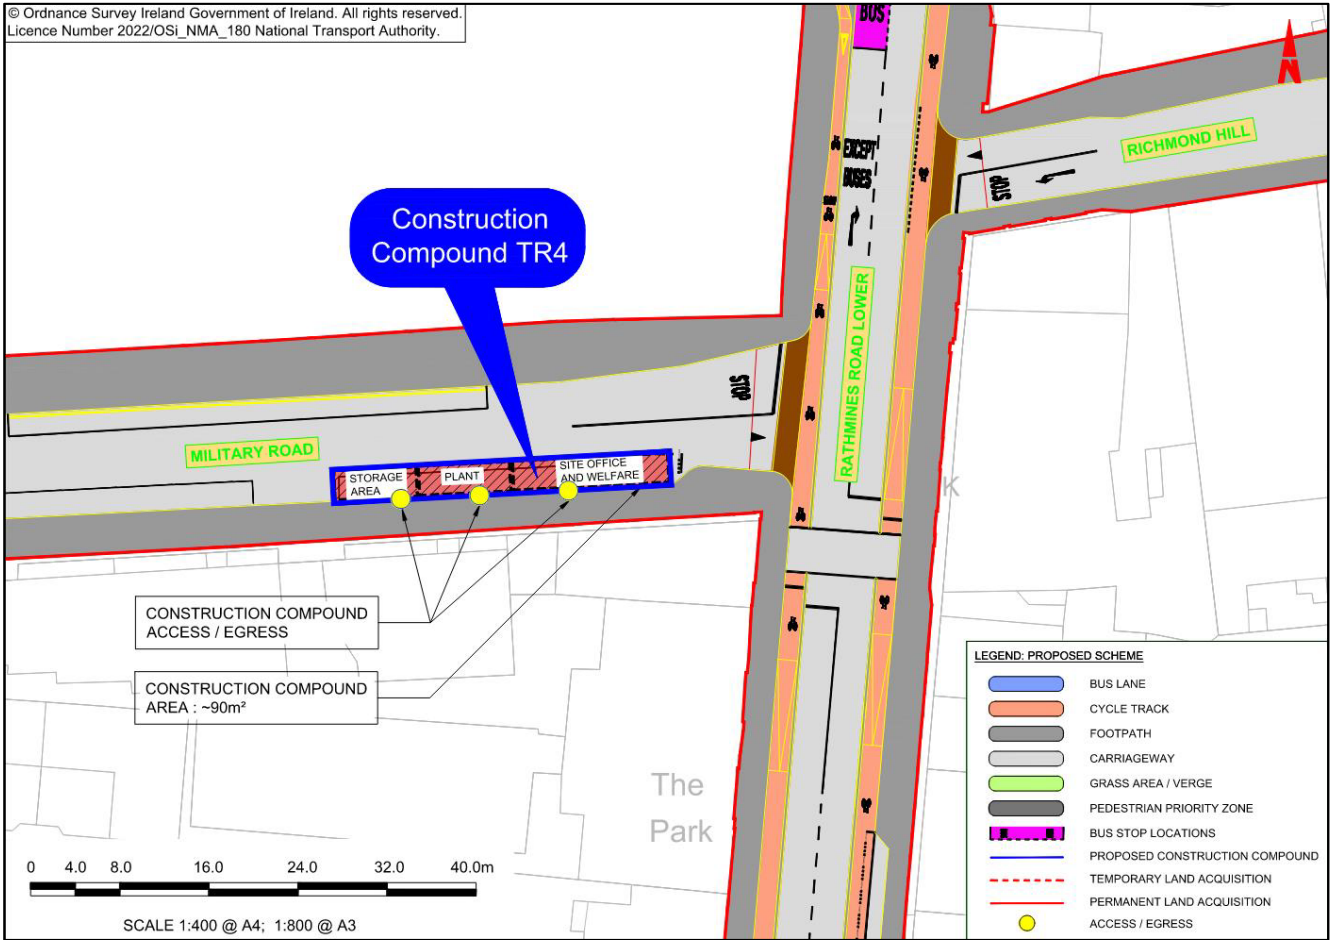 © Ordnance Survey Ireland Government of Ireland. All rights reserved.
Licence Number 2022/OSi_NMA_180 National Transport Authority.
BUS
N
RICHMOND HILL
STOP
EXCEPT
BUSES
Construction
Compound TR4
RATHMINES ROAD LOWER
STOP
MILITARY ROAD
STORAGE
AREA
PLANT
SITE OFFICE
AND WELFARE
K
CONSTRUCTION COMPOUND
ACCESS / EGRESS
CONSTRUCTION COMPOUND
AREA : ~90m²
The
Park
LEGEND: PROPOSED SCHEME
BUS LANE
CYCLE TRACK
FOOTPATH
CARRIAGEWAY
GRASS AREA / VERGE
PEDESTRIAN PRIORITY ZONE
BUS STOP LOCATIONS
PROPOSED CONSTRUCTION COMPOUND
TEMPORARY LAND ACQUISITION
PERMANENT LAND ACQUISITION
ACCESS / EGRESS
0 4.0 8.0 16.0 24.0 32.0 40.0m
SCALE 1:400 @ A4; 1:800 @ A3